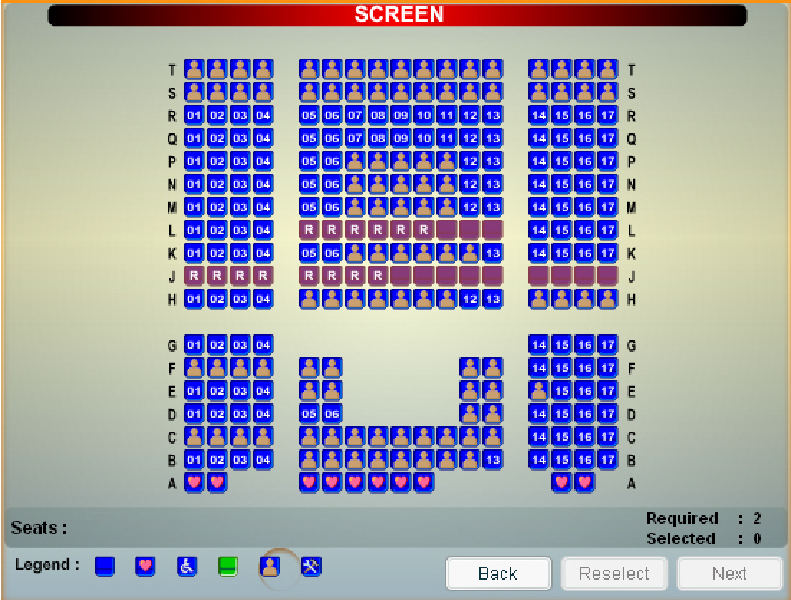 SCREEN
T T
S S
R 01 02 03 04 05 06 07 08 09 10 11 12 13 14 15 16 17 R
Q 01 02 03 04 05 06 07 08 09 10 11 12 13 14 15 16 17 Q
P 01 02 03 04 05 06 12 13 14 15 16 17 P
N 01 02 03 04 05 06 12 13 14 15 16 17 N
M 01 02 03 04 05 06 12 13 14 15 16 17 M
L 01 02 03 04 R R R R R R 14 15 16 17 L
K 01 02 03 04 05 06 13 14 15 16 17 K
J R R R R R R R R J
H 01 02 03 04 12 13 H
G 01 02 03 04 14 15 16 17 G
F 14 15 16 17 F
E 01 02 03 04 15 16 17 E
D 01 02 03 04 05 06 14 15 16 17 D
C 14 15 16 17 C
B 01 02 03 04 13 14 15 16 17 B
A A
Seats :
Required : 2
Selected : 0
Legend :
Back Reselect Next